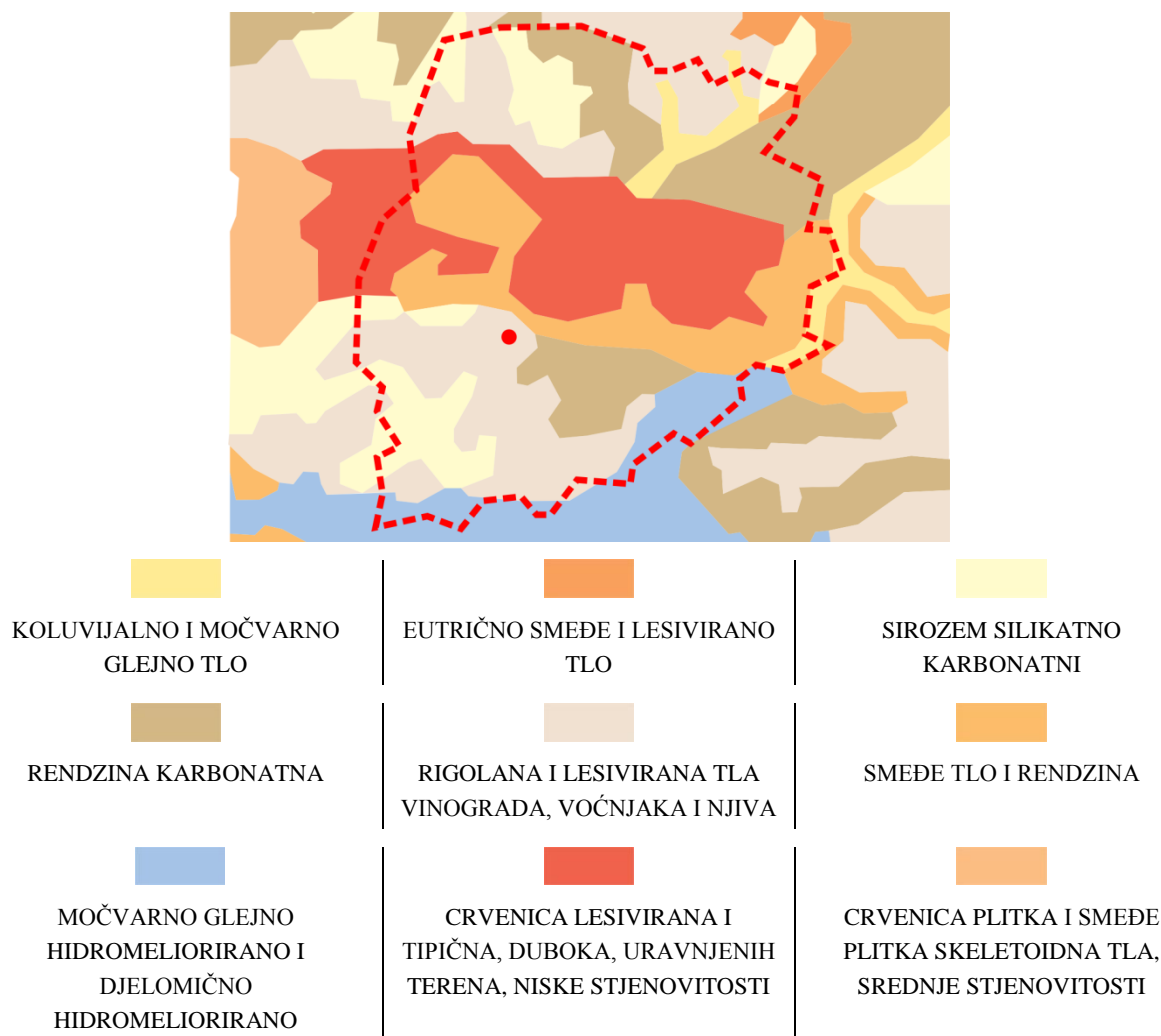 KOLUVIJALNO I MOČVARNO
GLEJNO TLO
EUTRIČNO SMEĐE I LESIVIRANO
TLO
SIROZEM SILIKATNO
KARBONATNI
RENDZINA KARBONATNA
RIGOLANA I LESIVIRANA TLA
VINOGRADA, VOĆNJAKA I NJIVA
SMEĐE TLO I RENDZINA
MOČVARNO GLEJNO
HIDROMELIORIRANO I
DJELOMIČNO
HIDROMELIORIRANO
CRVENICA LESIVIRANA I
TIPIČNA, DUBOKA, URAVNJENIH
TERENA, NISKE STJENOVITOSTI
CRVENICA PLITKA I SMEĐE
PLITKA SKELETOIDNA TLA,
SREDNJE STJENOVITOSTI